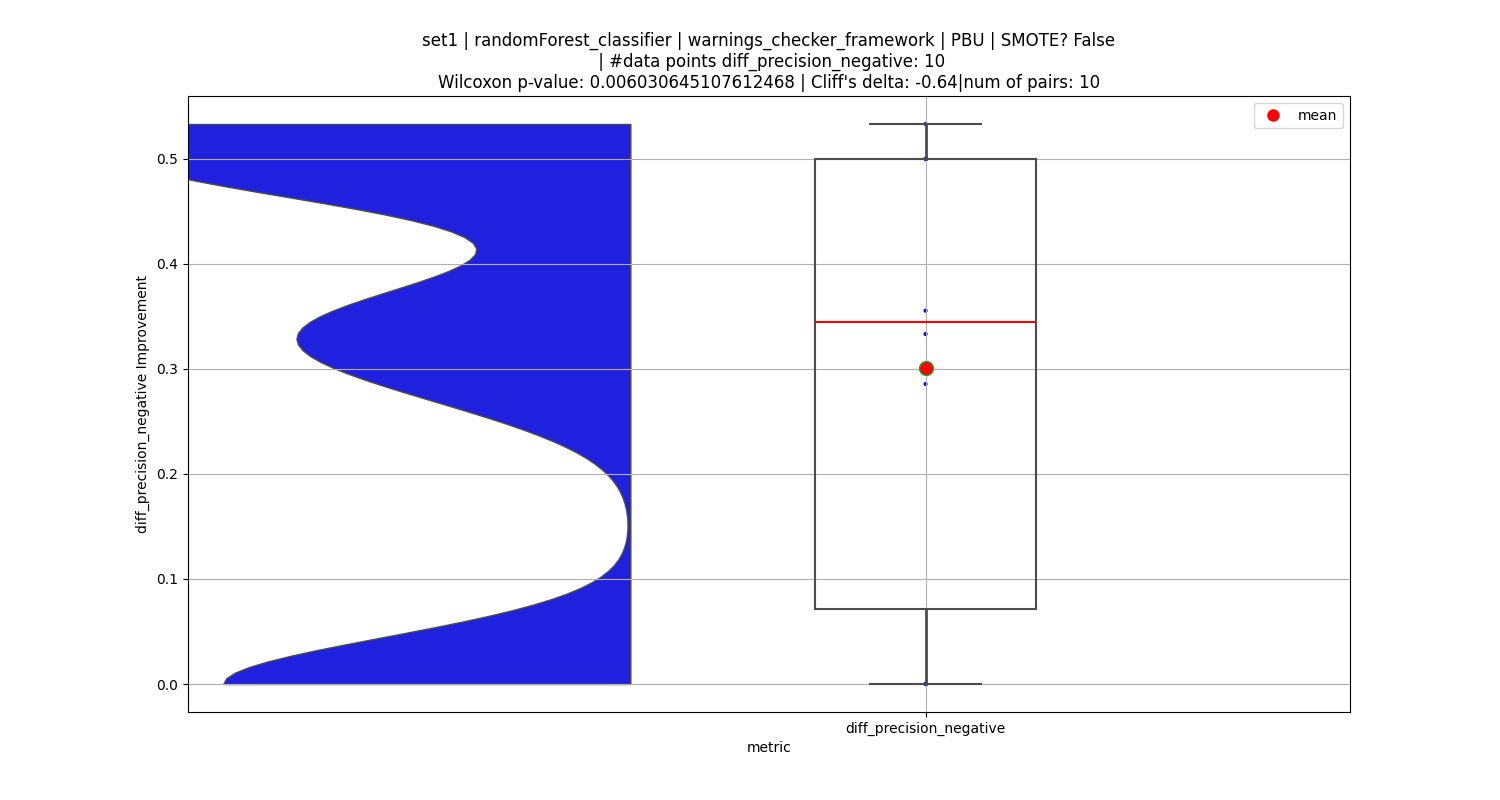 set1 | randomForest_classifier | warnings_checker_framework | PBU | SMOTE? False
| #data points diff_precision_negative: 10
Wilcoxon p-value: 0.006030645107612468 | Cliff's delta: -0.64|num of pairs: 10
mean
0.5
0.4
0.3
0.2
0.1
0.0
diff_precision_negative Improvement
diff_precision_negative
metric